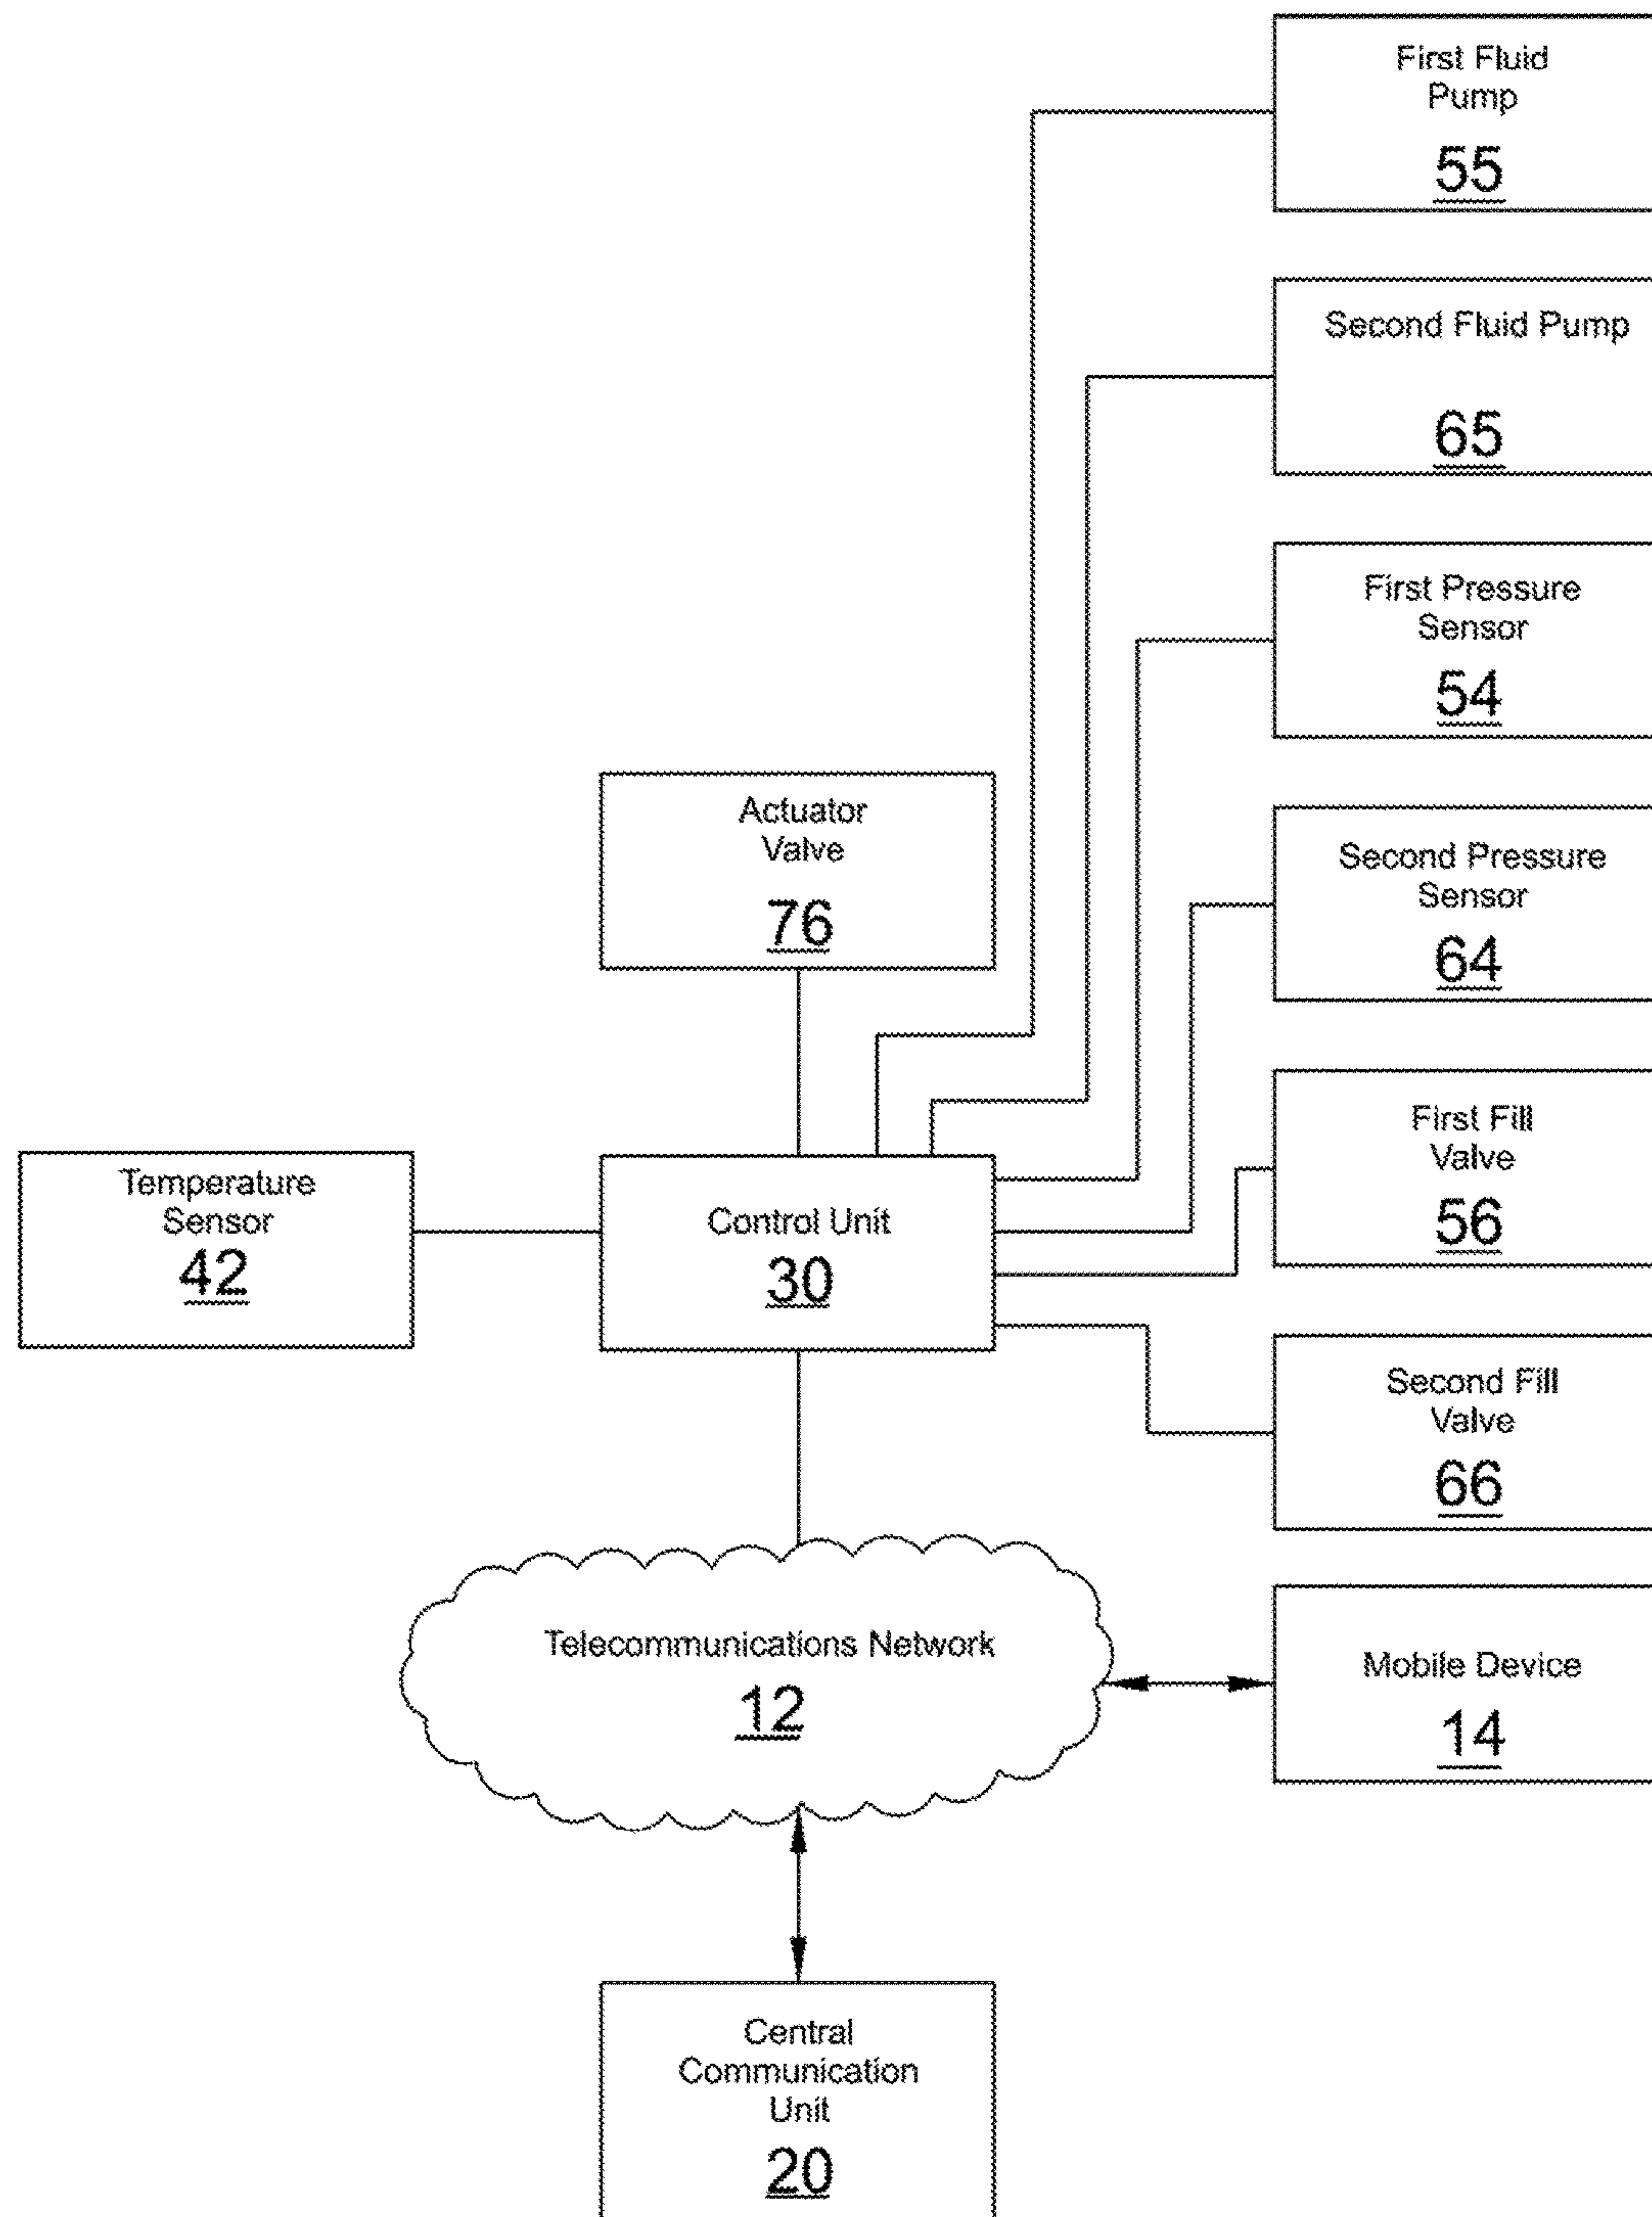 First Fluid
Pump
55
Second Fluid Pump
65
First Pressure
Sensor
54
Actuator
Valve
76
Second Pressure
Sensor
64
First Fill
Valve
56
Temperature
Sensor
42
Control Unit
30
Second Fill
Valve
66
Telecommunications Network
12
Mobile Device
14
Central
Communication
Unit
20